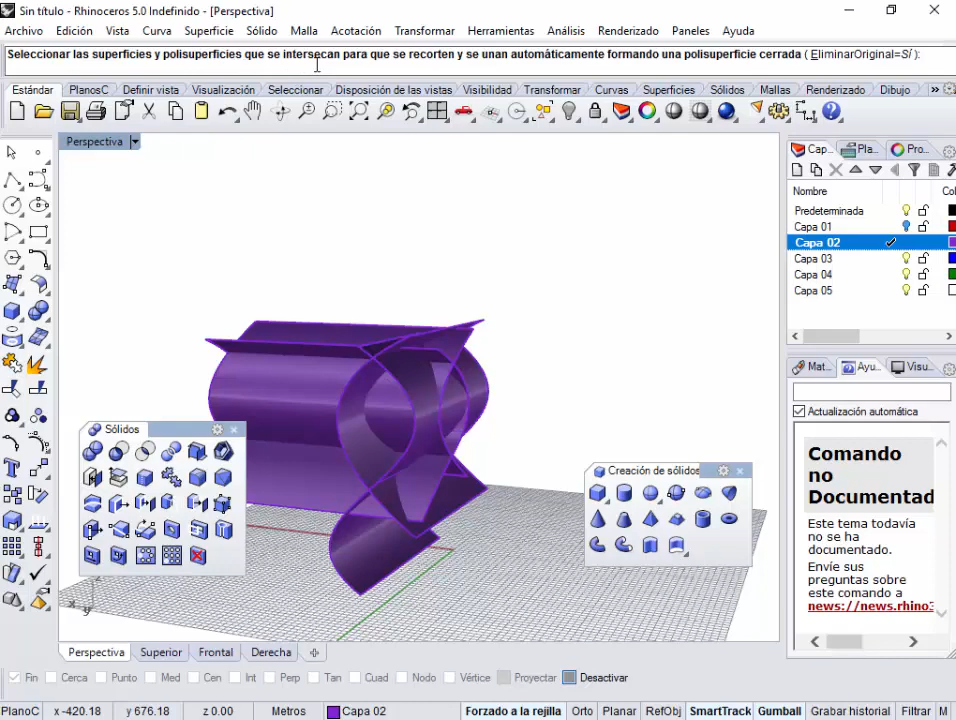 Sin título - Rhinoceros 5.0 Indefinido - [Perspectiva]
Archivo Edición Vista Curva Superficie Sólido Malla Acotación Transformar Herramientas Análisis Renderizado Paneles Ayuda
Seleccionar las superficies y polisuperficies que se intersecan para que se recorten y se unan automáticamente formando una polisuperficie cerrada ( EliminarOriginal=Sí ):
Estándar PlanosC Definir vista Visualización Seleccionar Disposición de las vistas Visibilidad Transformar Curvas Superficies Sólidos Mallas Renderizado Dibujo »
Perspectiva
Cap... Pla... Pro...
Nombre Col
Predeterminada
Capa 01
Capa 02
Capa 03
Capa 04
Capa 05
Mat... Ayu... Visu...
Actualización automática
Comando
no
Documentad
Este tema todavía
no se ha
documentado.
Envíe sus
preguntas sobre
este comando a
news://news.rhino3
Sólidos
Creación de sólidos
x y
Perspectiva Superior Frontal Derecha
Fin Cerca Punto Med Cen Int Perp Tan Cuad Nodo Vértice Proyectar Desactivar
PlanoC x -420.18 y 676.18 z 0.00 Metros Capa 02 Forzado a la rejilla Orto Planar RefObj SmartTrack Gumball Grabar historial Filtrar M